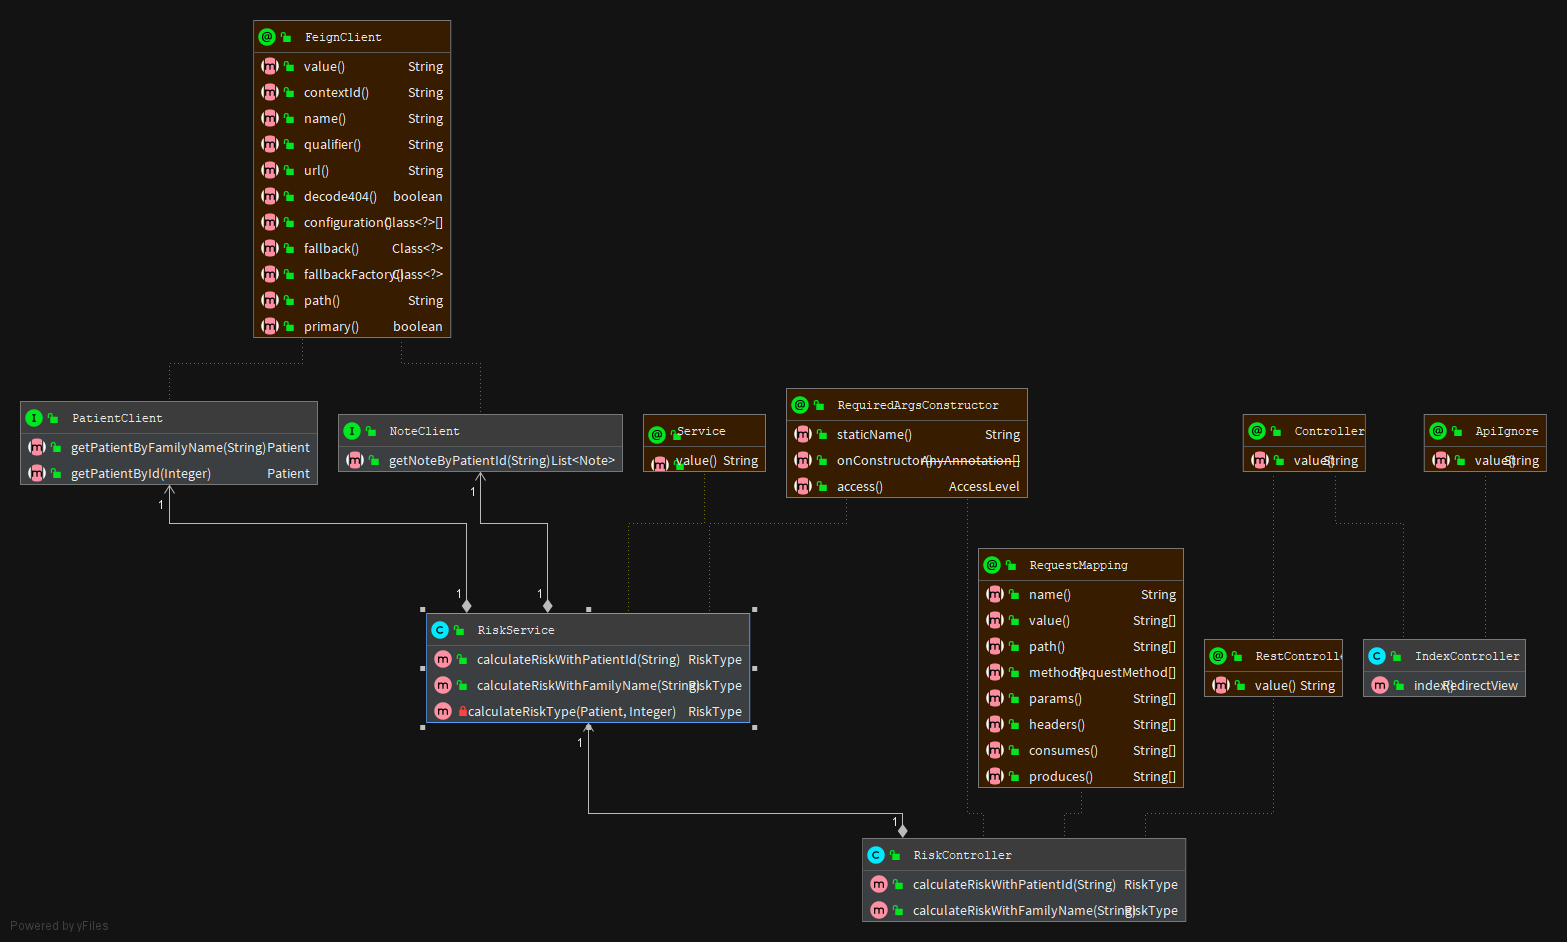 FeignClient
value() String
contextId() String
name() String
qualifier() String
url() String
decode404() boolean
configuration() Class<?>[]
fallback() Class<?>
fallbackFactory() Class<?>
path() String
primary() boolean
PatientClient
getPatientByFamilyName(String) Patient
getPatientById(Integer) Patient
NoteClient
getNoteByPatientId(String) List<Note>
Service
value() String
RequiredArgsConstructor
staticName() String
onConstructor() AnyAnnotation[]
access() AccessLevel
Controller
value() String
ApiIgnore
value() String
1
1
1
1
RequestMapping
name() String
value() String[]
path() String[]
method() RequestMethod[]
params() String[]
headers() String[]
consumes() String[]
produces() String[]
RiskService
calculateRiskWithPatientId(String) RiskType
calculateRiskWithFamilyName(String) RiskType
calculateRiskType(Patient, Integer) RiskType
RestControlle
value() String
IndexController
index() RedirectView
1
1
RiskController
calculateRiskWithPatientId(String) RiskType
calculateRiskWithFamilyName(String) RiskType
Powered by yFiles